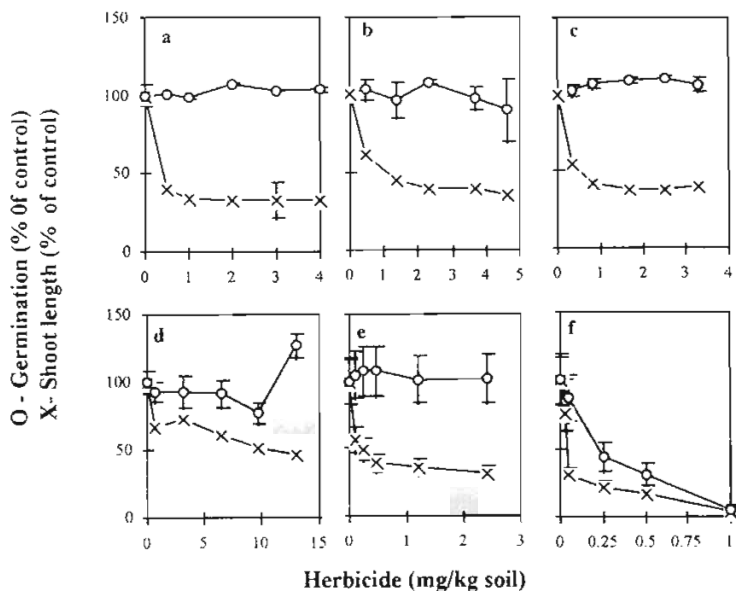 O - Germination (% Of control)
X- Shoot length (% of control)
150
100
50
0
a
0 1 2 3 4
b
0 1 2 3 4 5
c
0 1 2 3 4
150
100
50
0
d
0 5 10 15
e
0 1 2 3
f
0 0.25 0.5 0.75 1
Herbicide (mg/kg soil)